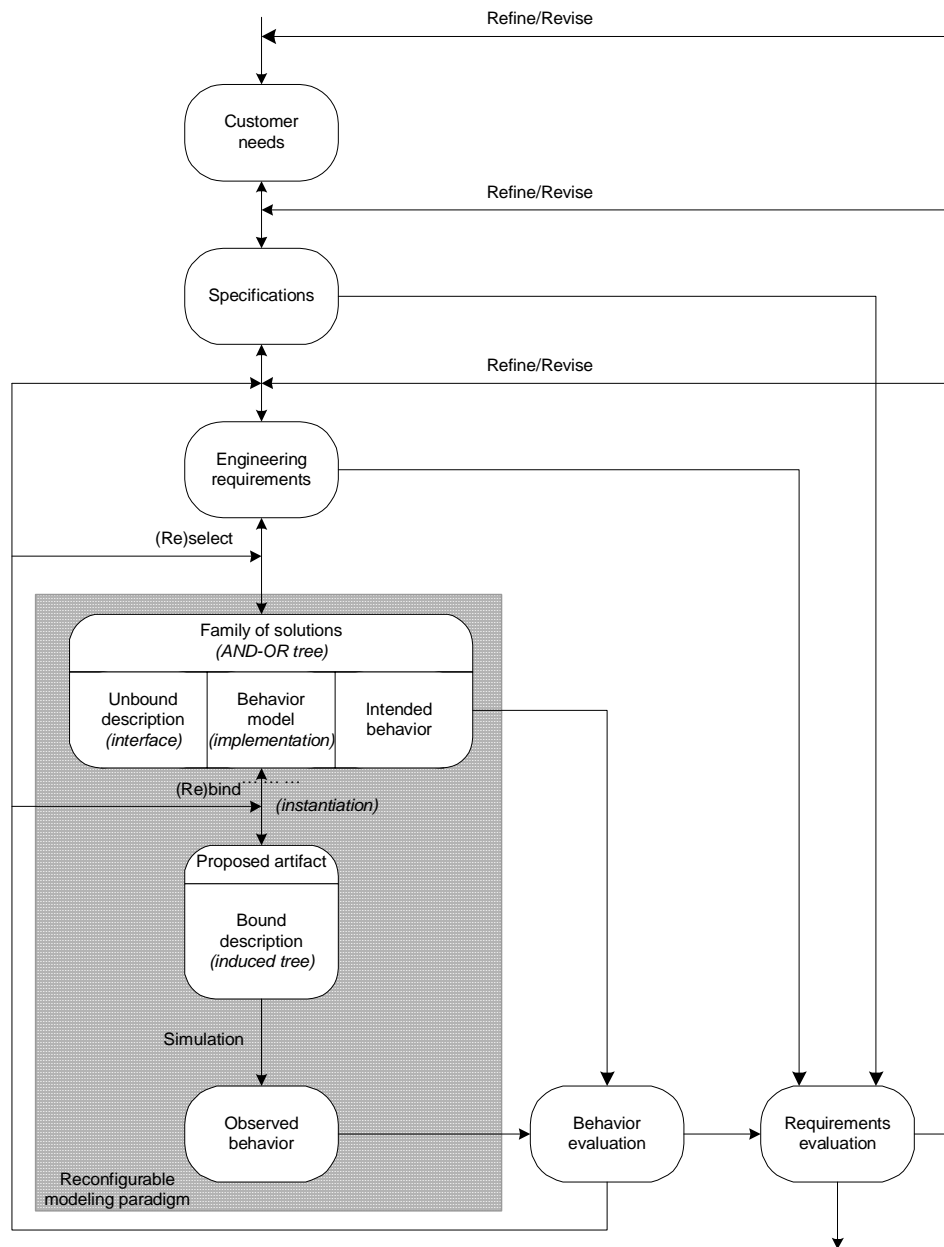 Refine/Revise
Customer
needs
Refine/Revise
Specifications
Refine/Revise
Engineering
requirements
(Re)select
Family of solutions
(AND-OR tree)
Unbound
description
(interface)
Behavior
model
(implementation)
Intended
behavior
... ... ...
(Re)bind
(instantiation)
Proposed artifact
Bound
description
(induced tree)
Simulation
Observed
behavior
Behavior
evaluation
Requirements
evaluation
Reconfigurable
modeling paradigm